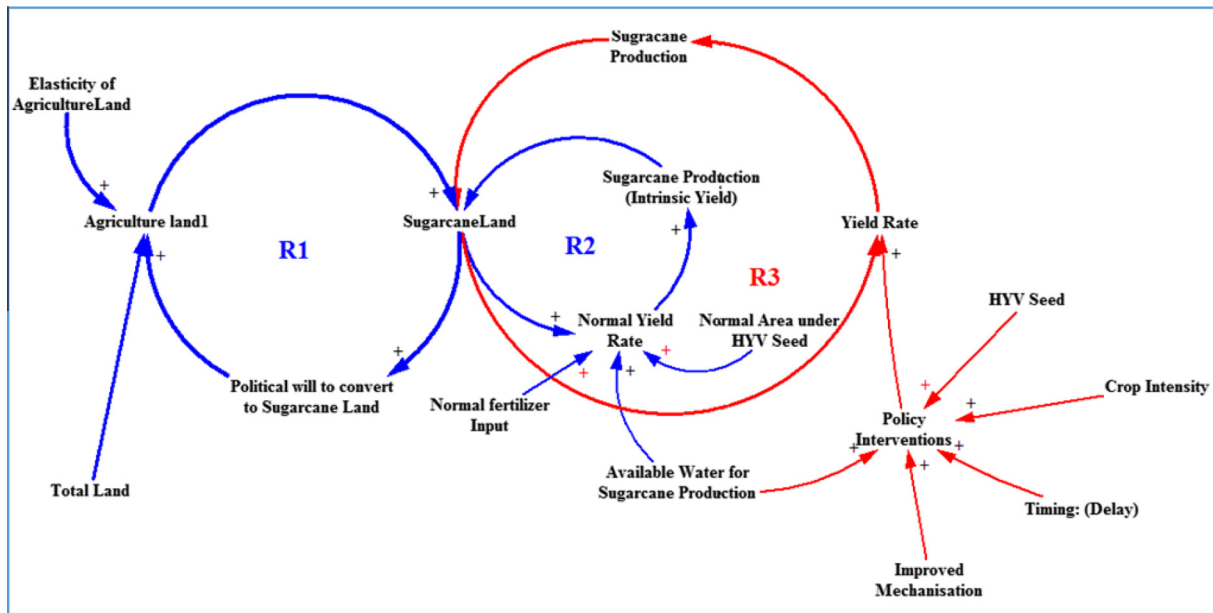 Sugracane
Production
Elasticity of
AgricultureLand
+
+
Sugarcane Production
(Intrinsic Yield)
Agriculture land1
SugarcaneLand
Yield Rate
+
+
+
R1
R2
R3
HYV Seed
+
Normal Yield
Rate
Normal Area under
HYV Seed
+
+
+
+
Political will to convert
to Sugarcane Land
+
Crop Intensity
+
Normal fertilizer
Input
Policy
Interventions
+
+
+
Available Water for
Sugarcane Production
Total Land
Timing: (Delay)
Improved
Mechanisation